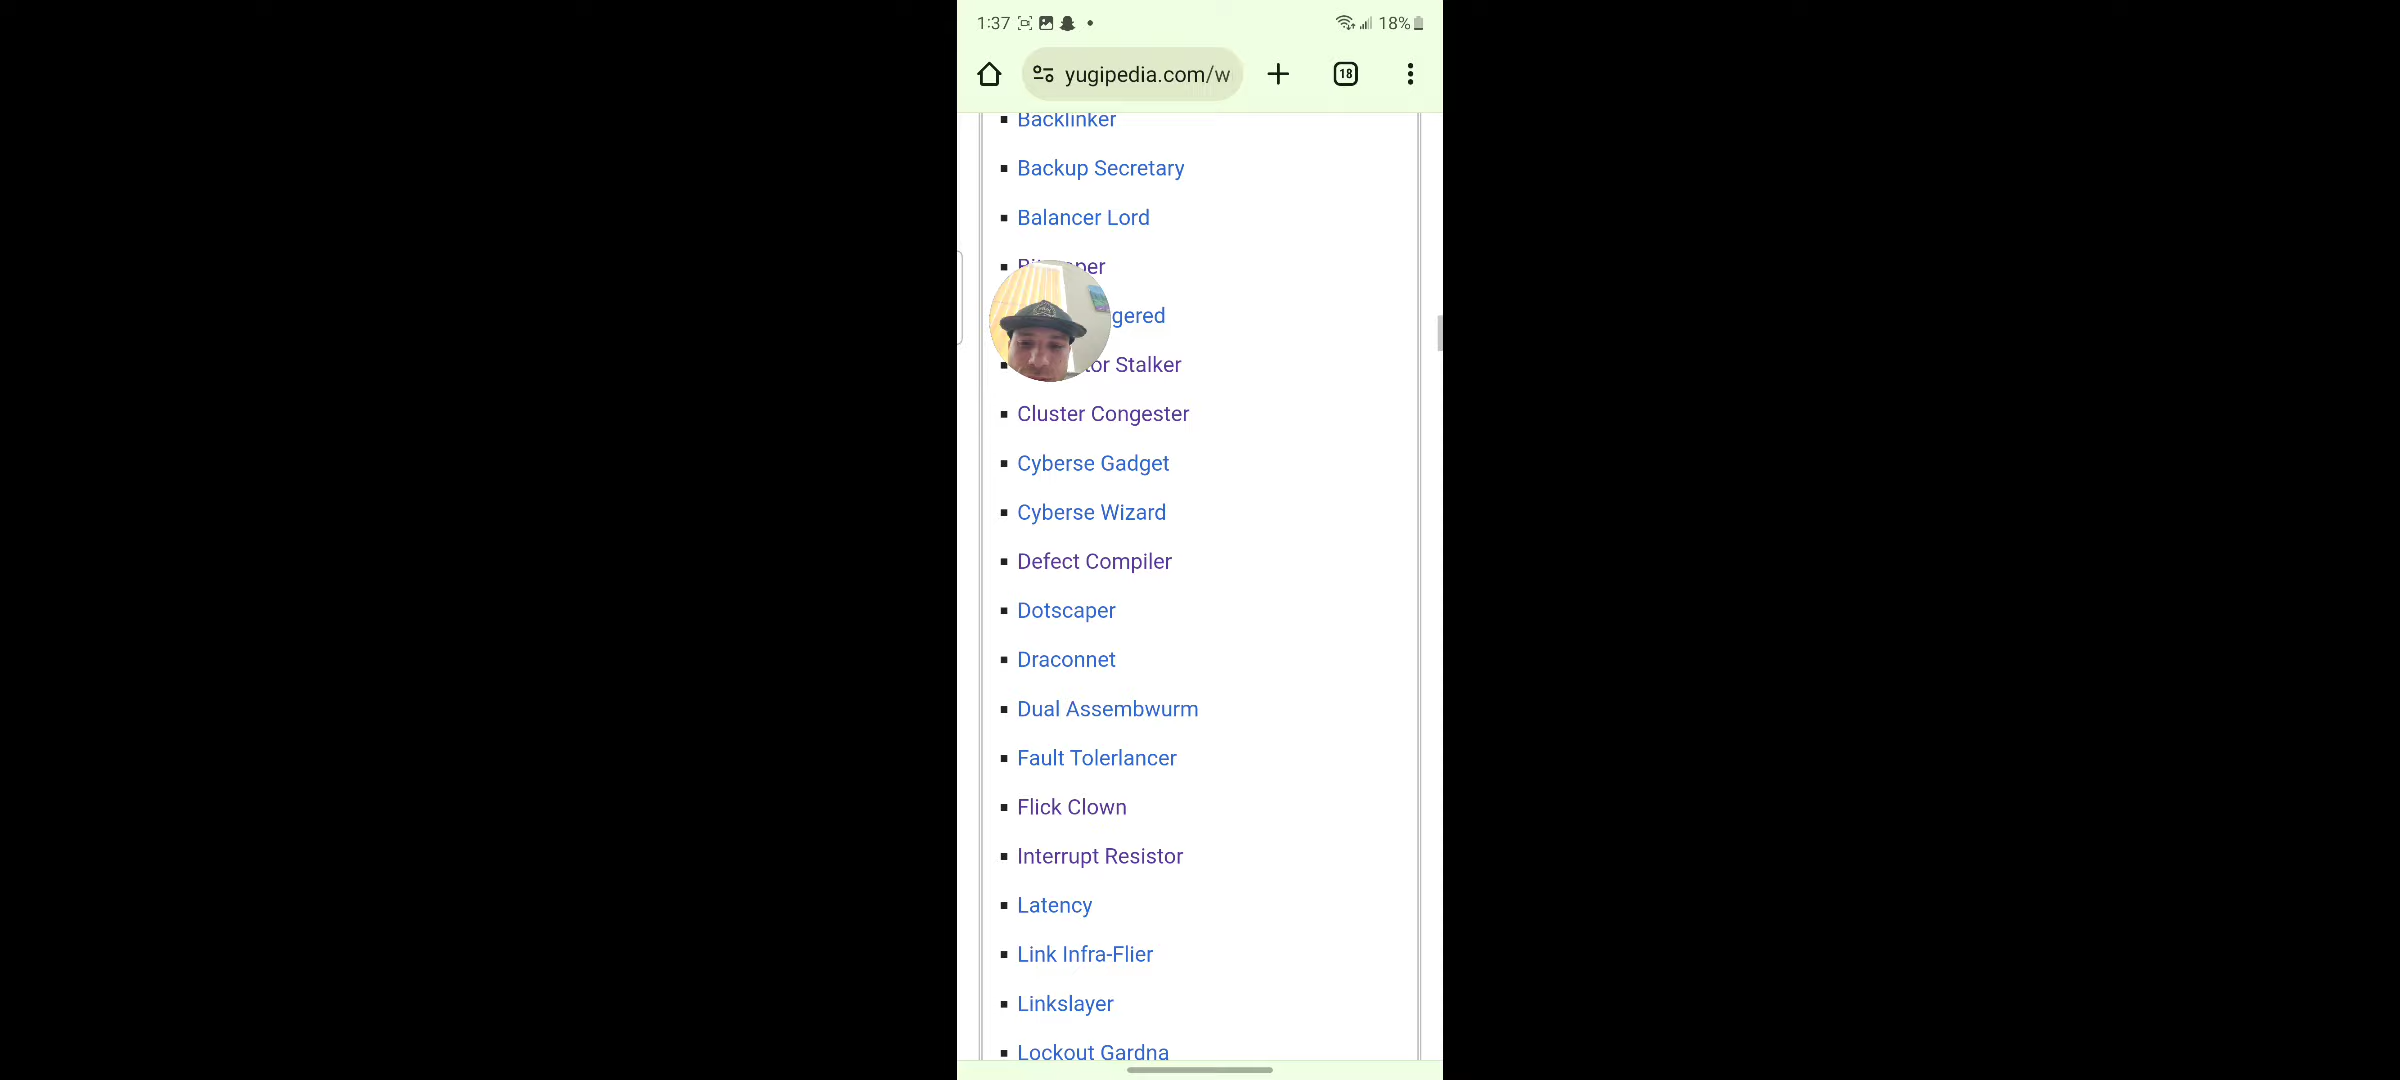 1:37 18%
yugipedia.com/w 18
Backlinker
Backup Secretary
Balancer Lord
gered
Stalker
Cluster Congester
Cyberse Gadget
Cyberse Wizard
Defect Compiler
Dotscaper
Draconnet
Dual Assembwurm
Fault Tolerlancer
Flick Clown
Interrupt Resistor
Latency
Link Infra-Flier
Linkslayer
Lockout Gardna